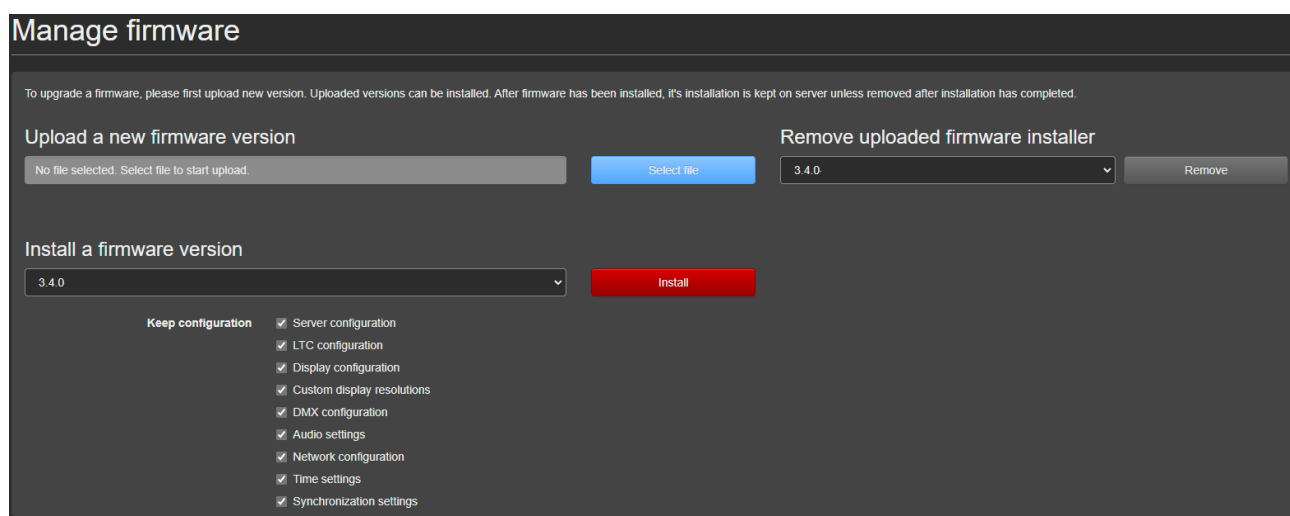 Manage firmware
To upgrade a firmware, please first upload new version. Uploaded versions can be installed. After firmware has been installed, it's installation is kept on server unless removed after installation has completed.
Upload a new firmware version
No file selected. Select file to start upload.
Select file
Remove uploaded firmware installer
3.4.0
Remove
Install a firmware version
3.4.0
Install
Keep configuration
Server configuration
LTC configuration
Display configuration
Custom display resolutions
DMX configuration
Audio settings
Network configuration
Time settings
Synchronization settings